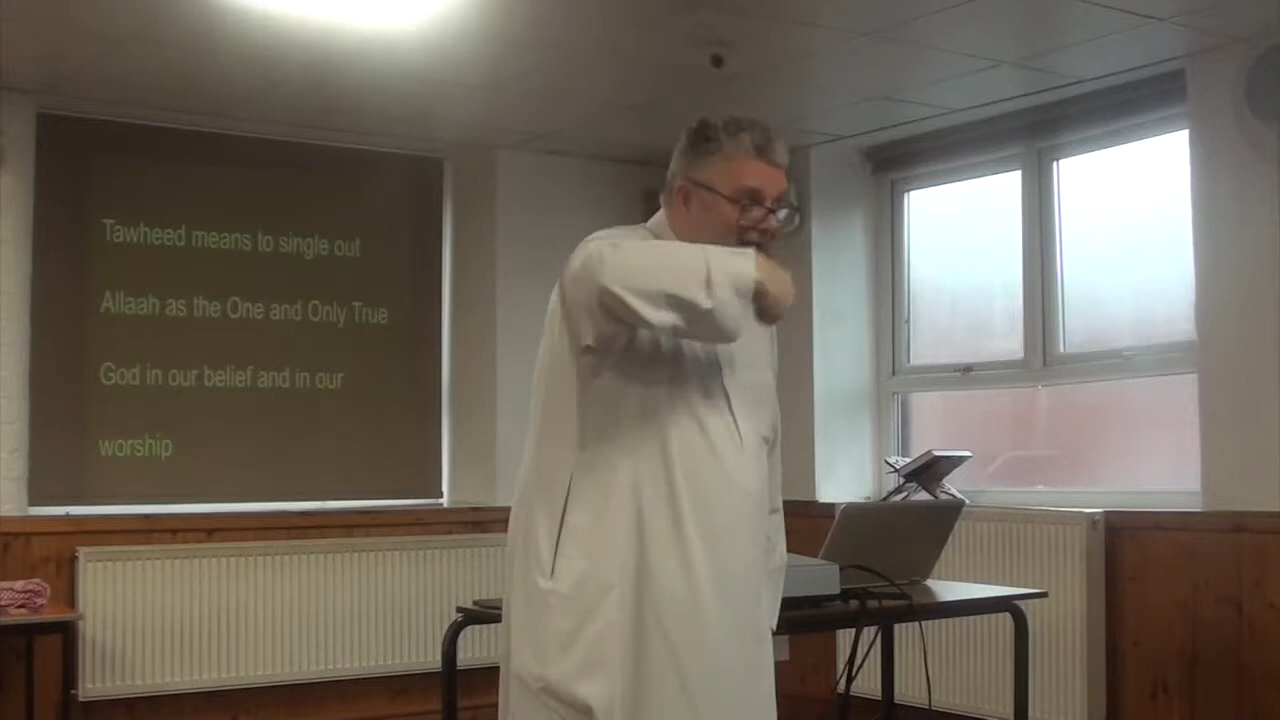 Tawheed means to single out
Allaah as the One and Only True
God in our belief and in our
worship